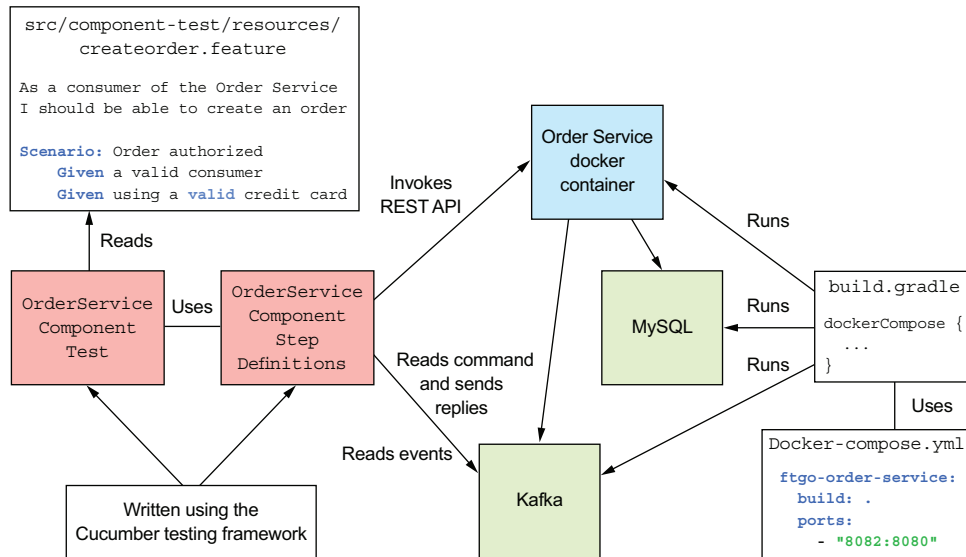 src/component-test/resources/
createorder.feature
As a consumer of the Order Service
I should be able to create an order
Scenario: Order authorized
Given a valid consumer
Given using a valid credit card
Reads
OrderService
Component
Test
Uses
OrderService
Component
Step
Definitions
Written using the
Cucumber testing framework
Invokes
REST API
Reads command
and sends
replies
Reads events
Order Service
docker
container
MySQL
Kafka
Runs
Runs
Runs
build.gradle
dockerCompose {
...
}
Uses
Docker-compose.yml
ftgo-order-service:
build: .
ports:
- "8082:8080"